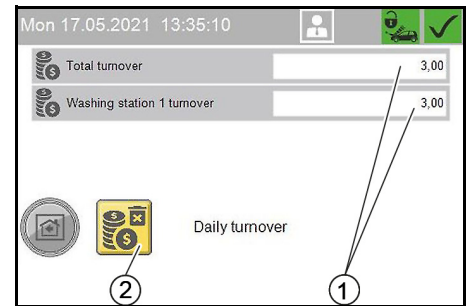 Mon 17.05.2021 13:35:10
Total turnover 3,00
Washing station 1 turnover 3,00
Daily turnover
2 1